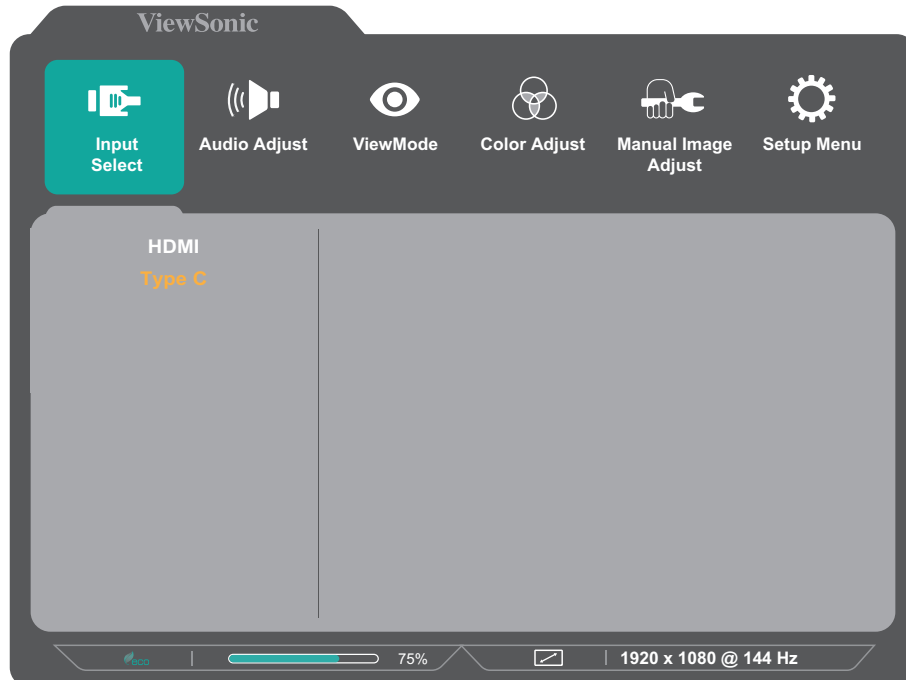 ViewSonic
Input
Select
Audio Adjust
ViewMode
Color Adjust
Manual Image
Adjust
Setup Menu
HDMI
Type C
eco
75%
1920 x 1080 @ 144 Hz